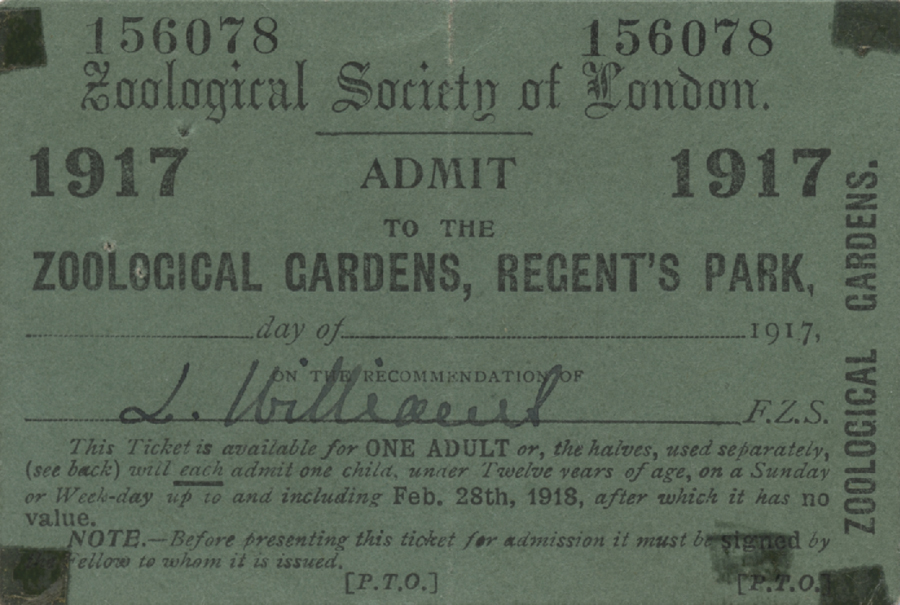 156078 156078
Zoological Society of London.
1917 ADMIT 1917
TO THE
ZOOLOGICAL GARDENS, REGENT'S PARK,
day of 1917,
ON THE RECOMMENDATION OF
L. Williams F.Z.S.
This Ticket is available for ONE ADULT or, the halves, used separately,
(see back) will each admit one child, under Twelve years of age, on a Sunday
or Week-day up to and including Feb. 28th, 1918, after which it has no
value.
NOTE.—Before presenting this ticket for admission it must be signed by
Fellow to whom it is issued.
[P.T.O.] [P.T.O.]
ZOOLOGICAL GARDENS.